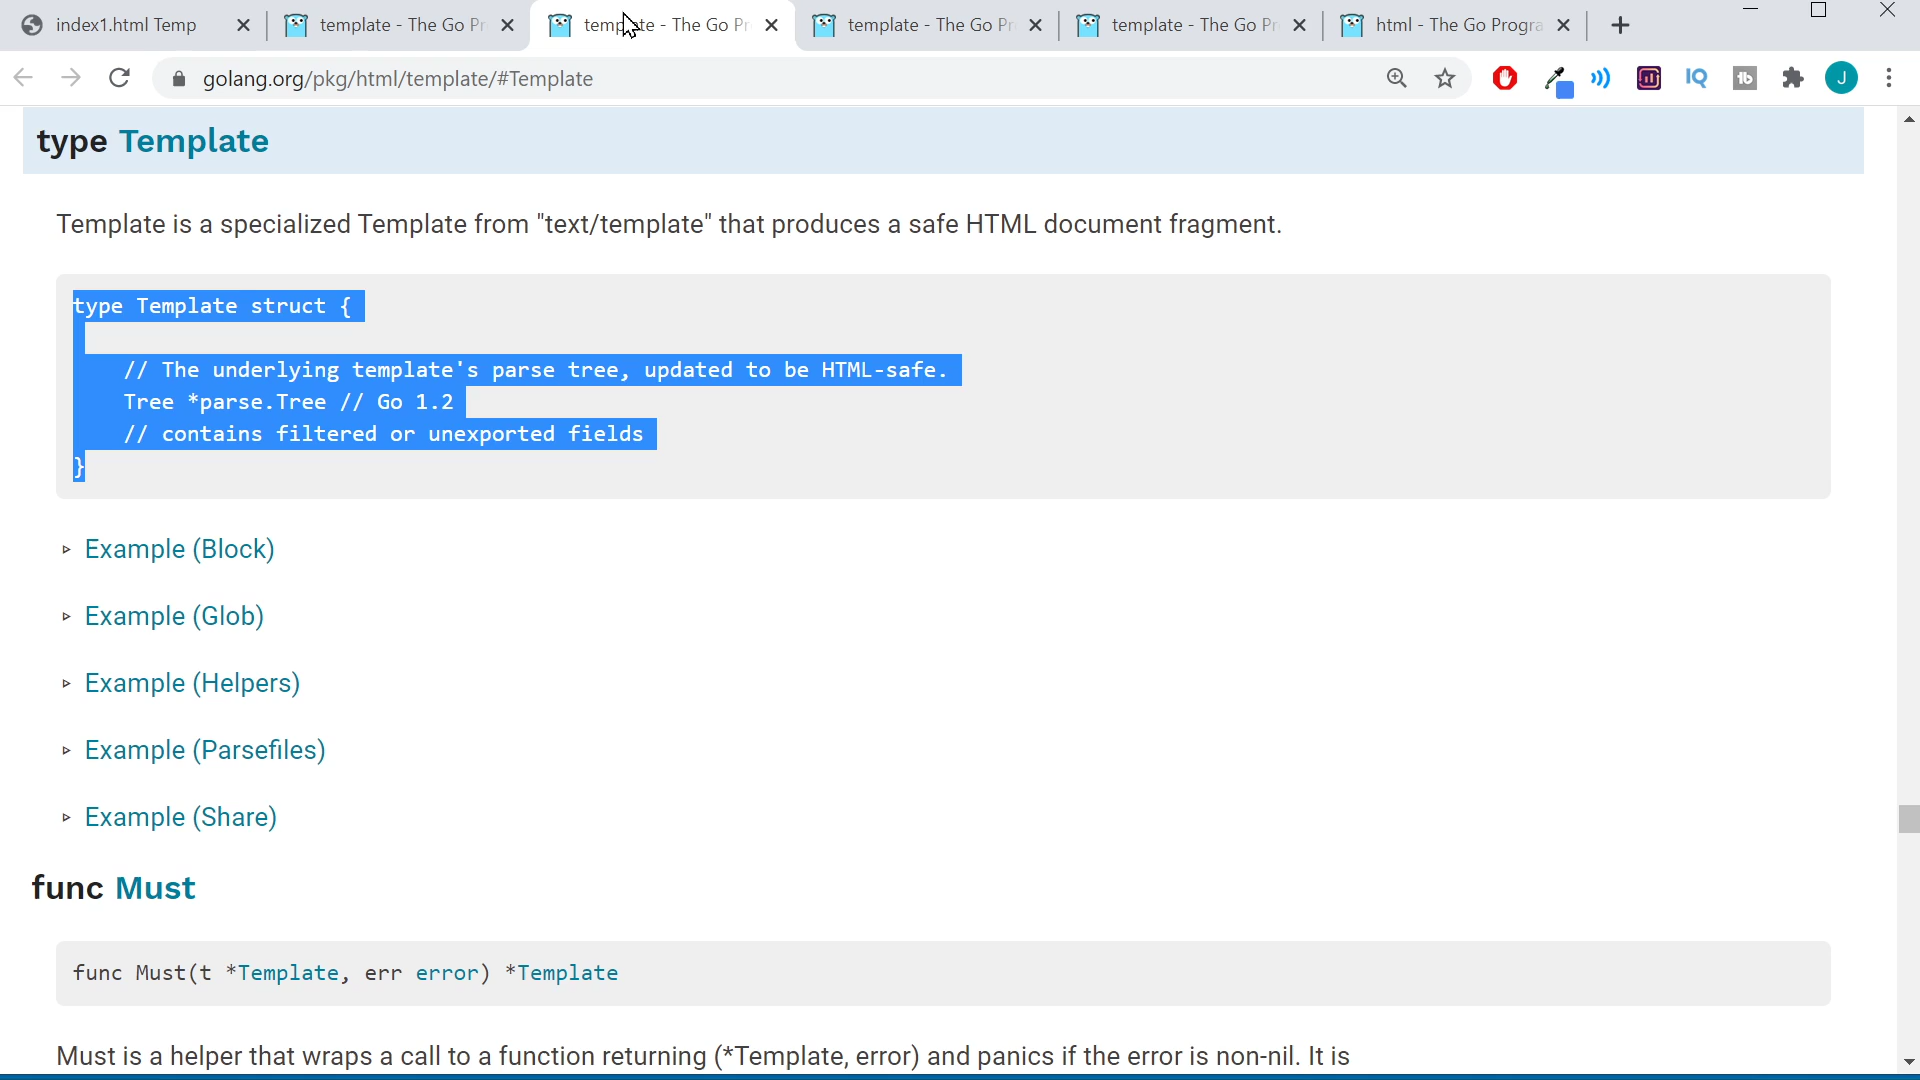 index1.html Temp
template - The Go Pr
template - The Go Pr
template - The Go Pr
template - The Go Pr
html - The Go Progra
golang.org/pkg/html/template/#Template
IQ
tb
J
type Template
Template is a specialized Template from "text/template" that produces a safe HTML document fragment.
type Template struct {
// The underlying template's parse tree, updated to be HTML-safe.
Tree *parse.Tree // Go 1.2
// contains filtered or unexported fields
}
Example (Block)
Example (Glob)
Example (Helpers)
Example (Parsefiles)
Example (Share)
func Must
func Must(t *Template, err error) *Template
Must is a helper that wraps a call to a function returning (*Template, error) and panics if the error is non-nil. It is